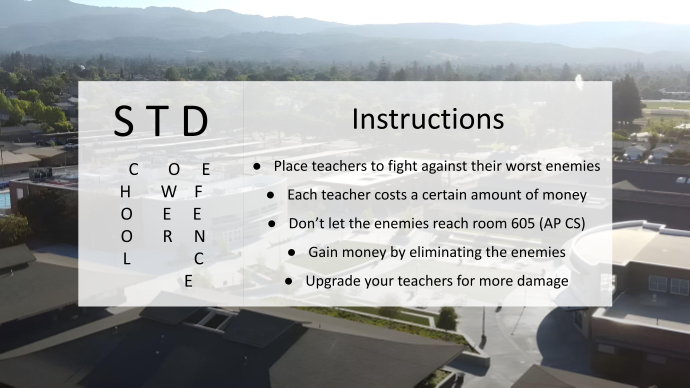 S T D
C O E
H W F
O E E
O R N
L C
E
Instructions
● Place teachers to fight against their worst enemies
● Each teacher costs a certain amount of money
● Don’t let the enemies reach room 605 (AP CS)
● Gain money by eliminating the enemies
● Upgrade your teachers for more damage